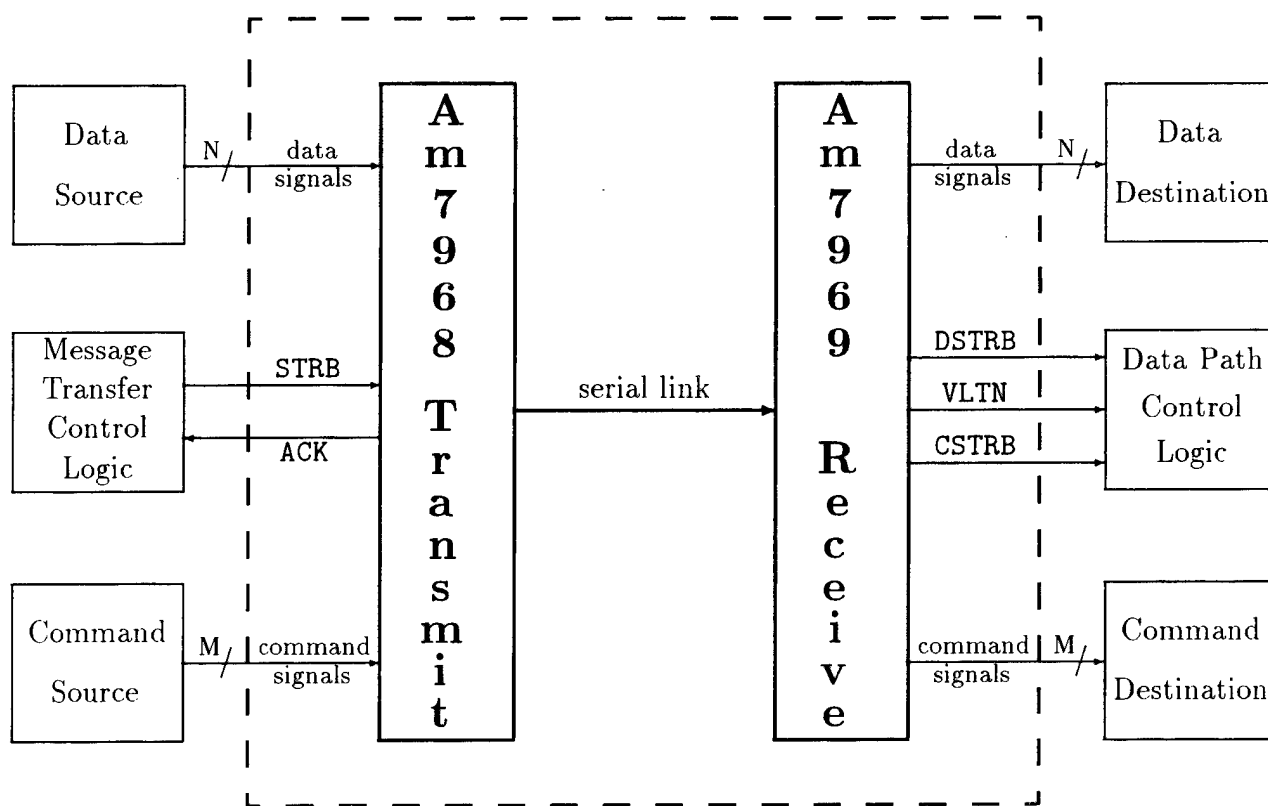 Data
Source
N
data
signals
Message
Transfer
Control
Logic
STRB
ACK
Command
Source
M
command
signals
Am7968 Transmit
serial link
Am7969 Receive
data
signals
N
Data
Destination
DSTRB
VLTN
CSTRB
Data Path
Control
Logic
command
signals
M
Command
Destination